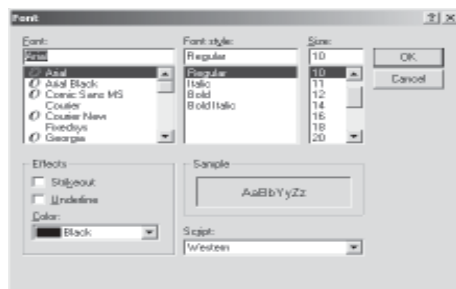 Font
Font: Font style: Size:
Arial Regular 10 OK
Arial Regular 10 Cancel
Arial Black Italic 11
Comic Sans MS Bold 12
Courier Bold Italic 14
Courier New 16
Fixedsys 18
Georgia 20
Effects Sample
Strikeout AaBbYyZz
Underline
Color:
Black Script:
Western